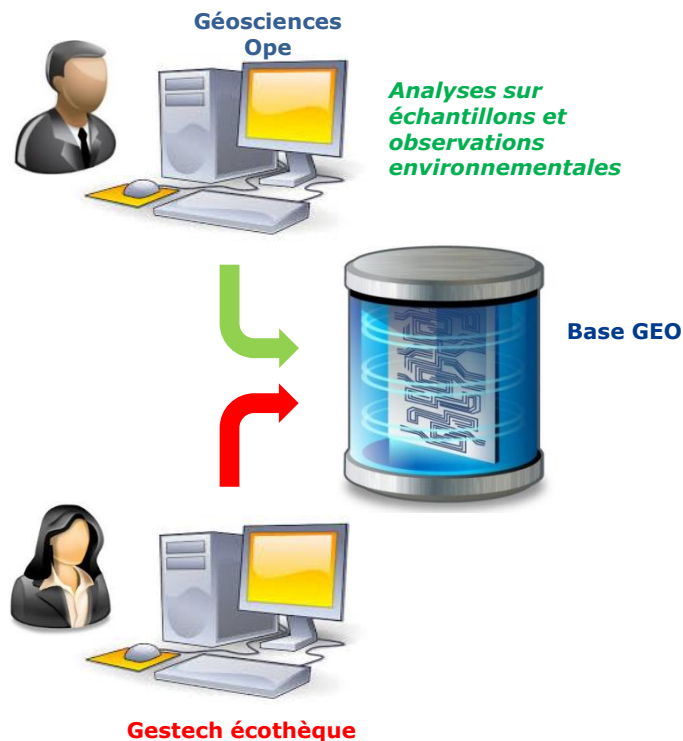 Géosciences
Ope
Analyses sur
échantillons et
observations
environnementales
Base GEO
Gestech écothèque